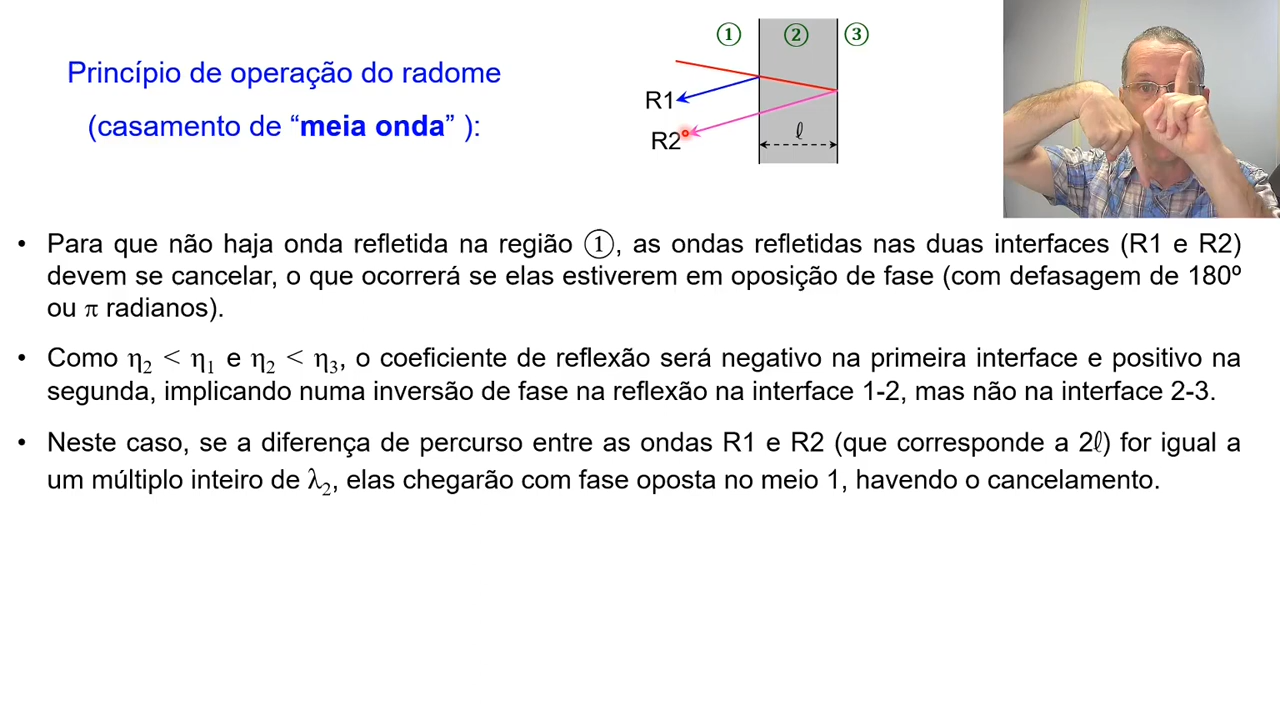 Princípio de operação do radome
(casamento de “meia onda” ):
① ② ③
R1
R2
ℓ
• Para que não haja onda refletida na região ①, as ondas refletidas nas duas interfaces (R1 e R2)
devem se cancelar, o que ocorrerá se elas estiverem em oposição de fase (com defasagem de 180º
ou π radianos).
• Como η₂ < η₁ e η₂ < η₃, o coeficiente de reflexão será negativo na primeira interface e positivo na
segunda, implicando numa inversão de fase na reflexão na interface 1-2, mas não na interface 2-3.
• Neste caso, se a diferença de percurso entre as ondas R1 e R2 (que corresponde a 2ℓ) for igual a
um múltiplo inteiro de λ₂, elas chegarão com fase oposta no meio 1, havendo o cancelamento.